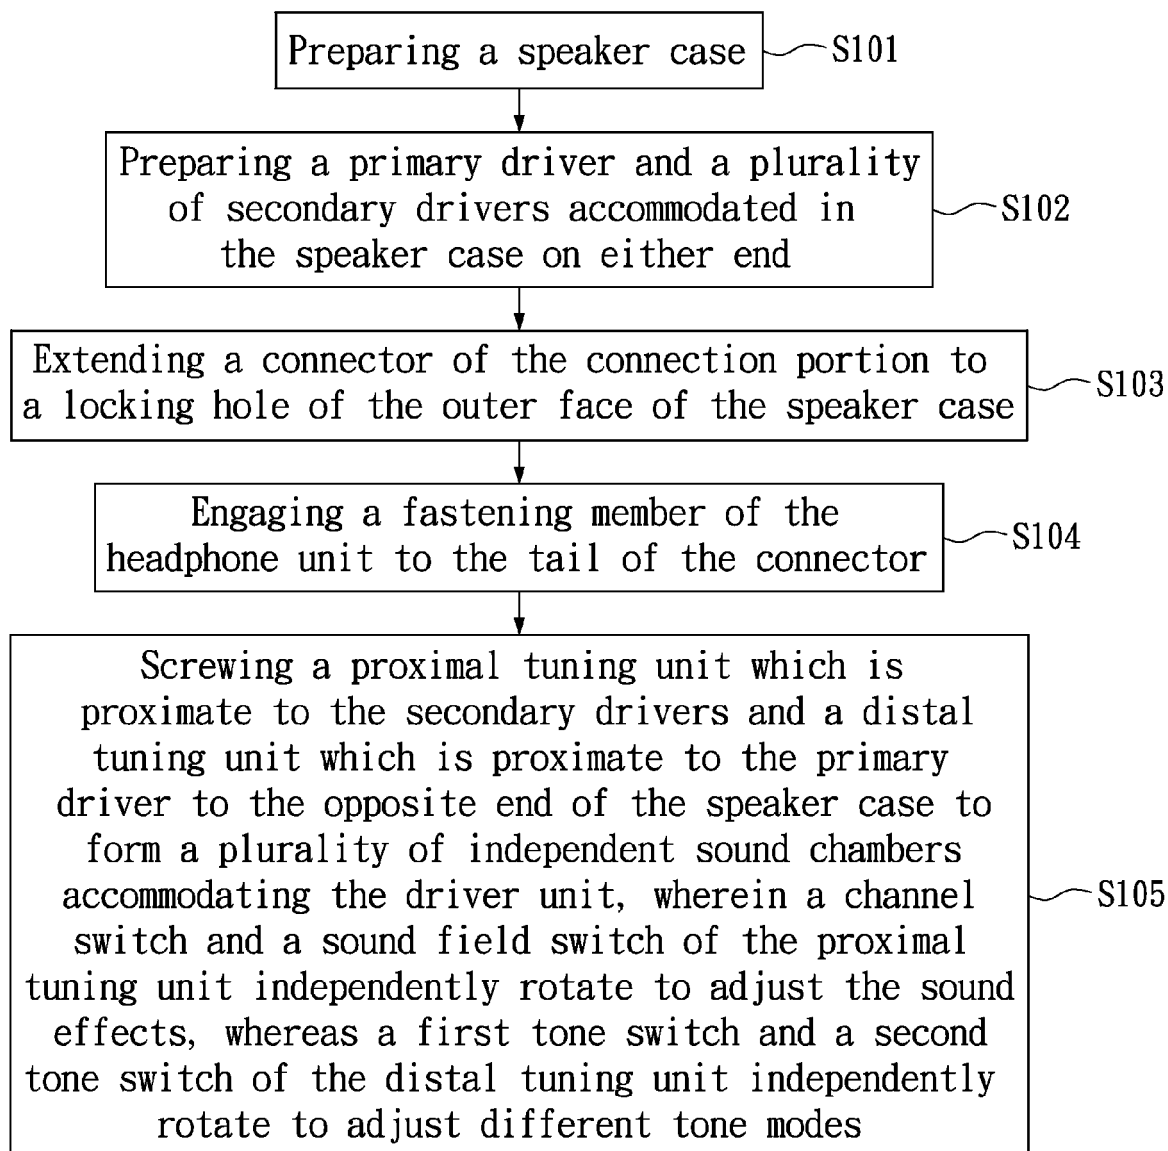 Preparing a speaker case
S101
Preparing a primary driver and a plurality
of secondary drivers accommodated in
the speaker case on either end
S102
Extending a connector of the connection portion to
a locking hole of the outer face of the speaker case
S103
Engaging a fastening member of the
headphone unit to the tail of the connector
S104
Screwing a proximal tuning unit which is
proximate to the secondary drivers and a distal
tuning unit which is proximate to the primary
driver to the opposite end of the speaker case to
form a plurality of independent sound chambers
accommodating the driver unit, wherein a channel
switch and a sound field switch of the proximal
tuning unit independently rotate to adjust the sound
effects, whereas a first tone switch and a second
tone switch of the distal tuning unit independently
rotate to adjust different tone modes
S105